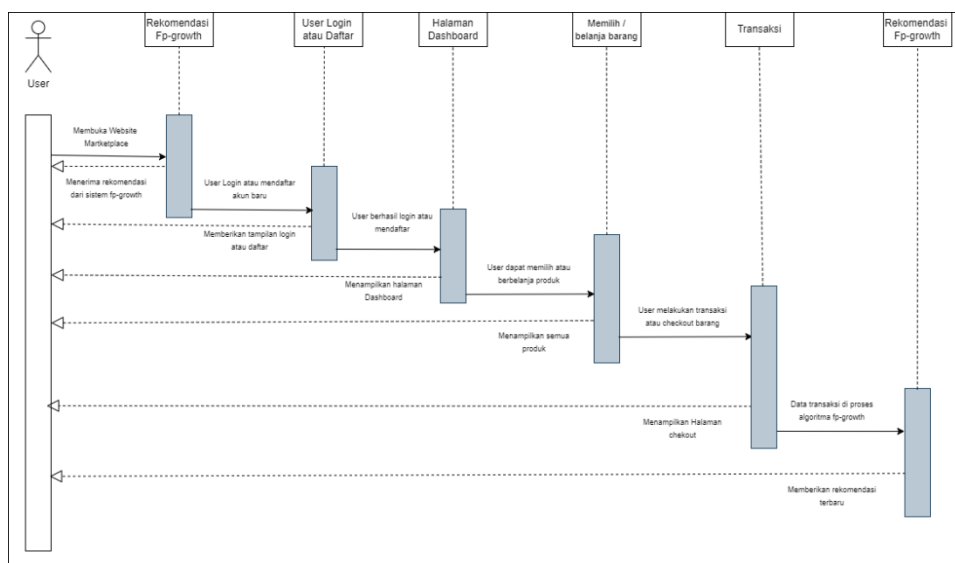 Rekomendasi
Fp-growth
User Login
atau Daftar
Halaman
Dashboard
Memilih /
belanja barang
Transaksi
Rekomendasi
Fp-growth
User
Membuka Website
Martketplace
Menerima rekomendasi
dari sistem fp-growth
User Login atau mendaftar
akun baru
Memberikan tampilan login
atau daftar
User berhasil login atau
mendaftar
Menampilkan halaman
Dashboard
User dapat memilih atau
berbelanja produk
Menampilkan semua
produk
User melakukan transaksi
atau checkout barang
Menampilkan Halaman
chekout
Data transaksi di proses
algoritma fp-growth
Memberikan rekomendasi
terbaru